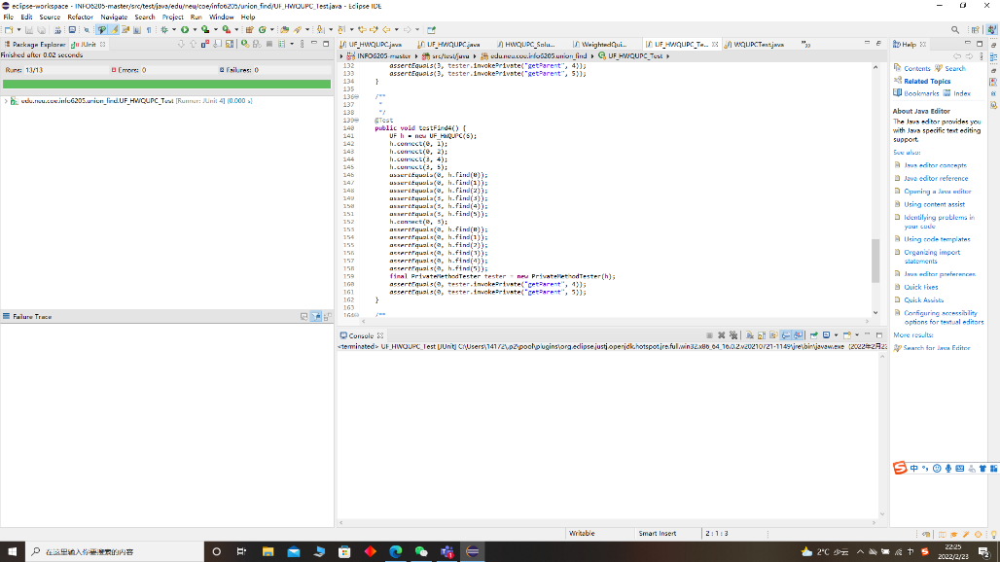 eclipse-workspace - INFO6205-master/src/test/java/edu/neu/coe/info6205/union_find/UF_HWQUPC_Test.java - Eclipse IDE
File Edit Source Refactor Navigate Search Project Run Window Help
Package Explorer JUnit
Finished after 0.02 seconds
Runs: 13/13 Errors: 0 Failures: 0
edu.neu.coe.info6205.union_find.UF_HWQUPC_Test [Runner: JUnit 4] (0.000 s)
Failure Trace
UF_HWQUPC.java UF_HWQUPC.java HWQUPC_Solu... WeightedQui... UF_HWQUPC_Te... WQUPCTest.java
INFO6205-master src/test/java edu.neu.coe.info6205.union_find UF_HWQUPC_Test
132 assertEquals(3, tester.invokePrivate("getParent", 4));
133 assertEquals(3, tester.invokePrivate("getParent", 5));
134 }
135
136 /**
137 *
138 */
139 @Test
140 public void testFind4() {
141 UF h = new UF_HWQUPC(6);
142 h.connect(0, 1);
143 h.connect(0, 2);
144 h.connect(3, 4);
145 h.connect(3, 5);
146 assertEquals(0, h.find(0));
147 assertEquals(0, h.find(1));
148 assertEquals(0, h.find(2));
149 assertEquals(3, h.find(3));
150 assertEquals(3, h.find(4));
151 assertEquals(3, h.find(5));
152 h.connect(0, 3);
153 assertEquals(0, h.find(0));
154 assertEquals(0, h.find(1));
155 assertEquals(0, h.find(2));
156 assertEquals(0, h.find(3));
157 assertEquals(0, h.find(4));
158 assertEquals(0, h.find(5));
159 final PrivateMethodTester tester = new PrivateMethodTester(h);
160 assertEquals(0, tester.invokePrivate("getParent", 4));
161 assertEquals(0, tester.invokePrivate("getParent", 5));
162 }
163
164 /**
Console
<terminated> UF_HWQUPC_Test [JUnit] C:\Users\14172\.p2\pool\plugins\org.eclipse.justj.openjdk.hotspot.jre.full.win32.x86_64_16.0.2.v20210721-1149\jre\bin\javaw.exe (2022年2月23
Help
Contents Search
Related Topics
Bookmarks Index
About Java Editor
The Java editor provides you
with Java specific text editing
support.
See also:
Java editor concepts
Java editor reference
Opening a Java editor
Using content assist
Identifying problems in
your code
Using code templates
Organizing import
statements
Java editor preferences
Quick Fixes
Quick Assists
Configuring accessibility
options for textual editors
More results:
Search for Java Editor
中
Writable Smart Insert 2 : 1 : 3
在这里输入你要搜索的内容
2°C 少云
中
22:25
2022/2/23